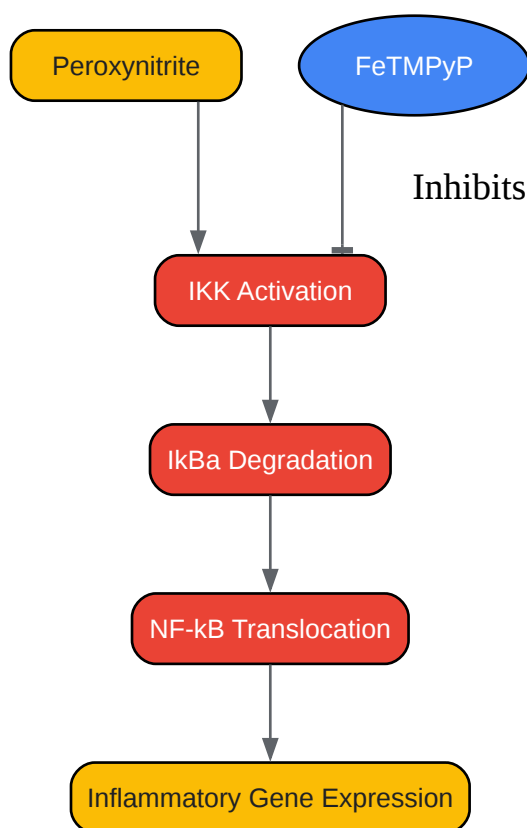 Peroxynitrite
FeTMPyP
Inhibits
IKK Activation
IkBa Degradation
NF-kB Translocation
Inflammatory Gene Expression